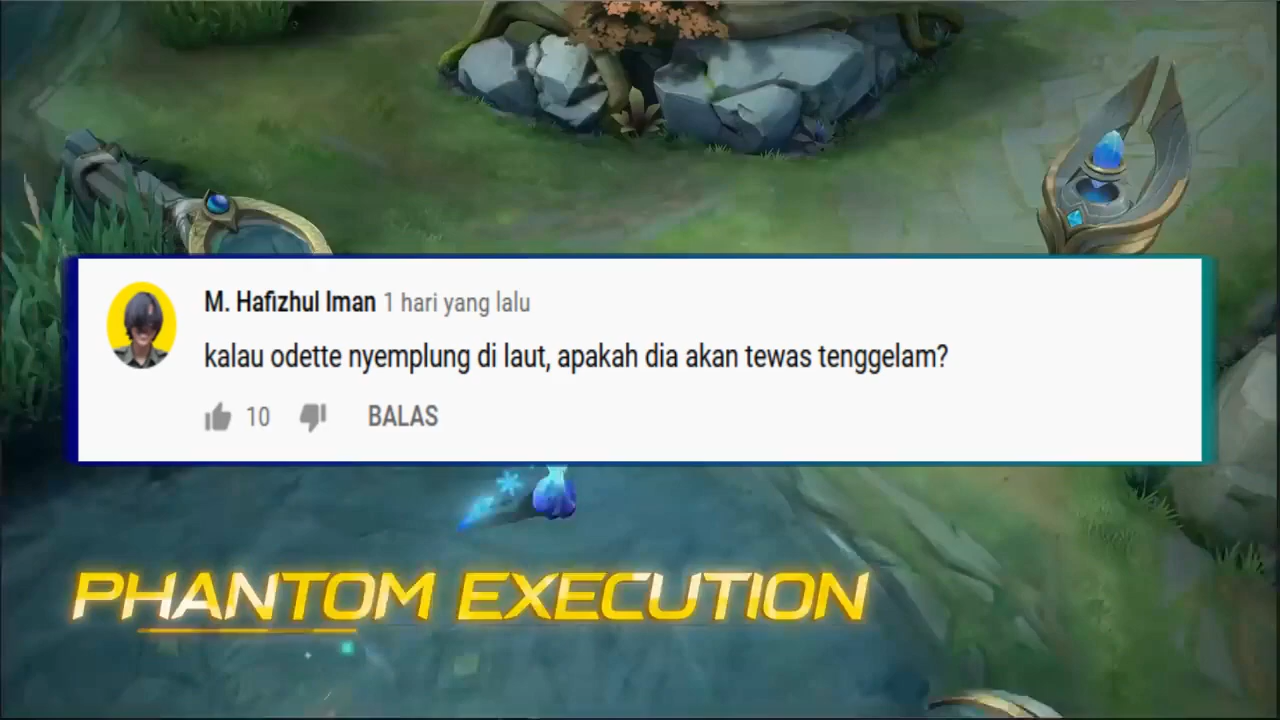 M. Hafizhul Iman 1 hari yang lalu
kalau odette nyemplung di laut, apakah dia akan tewas tenggelam?
10 BALAS
PHANTOM EXECUTION